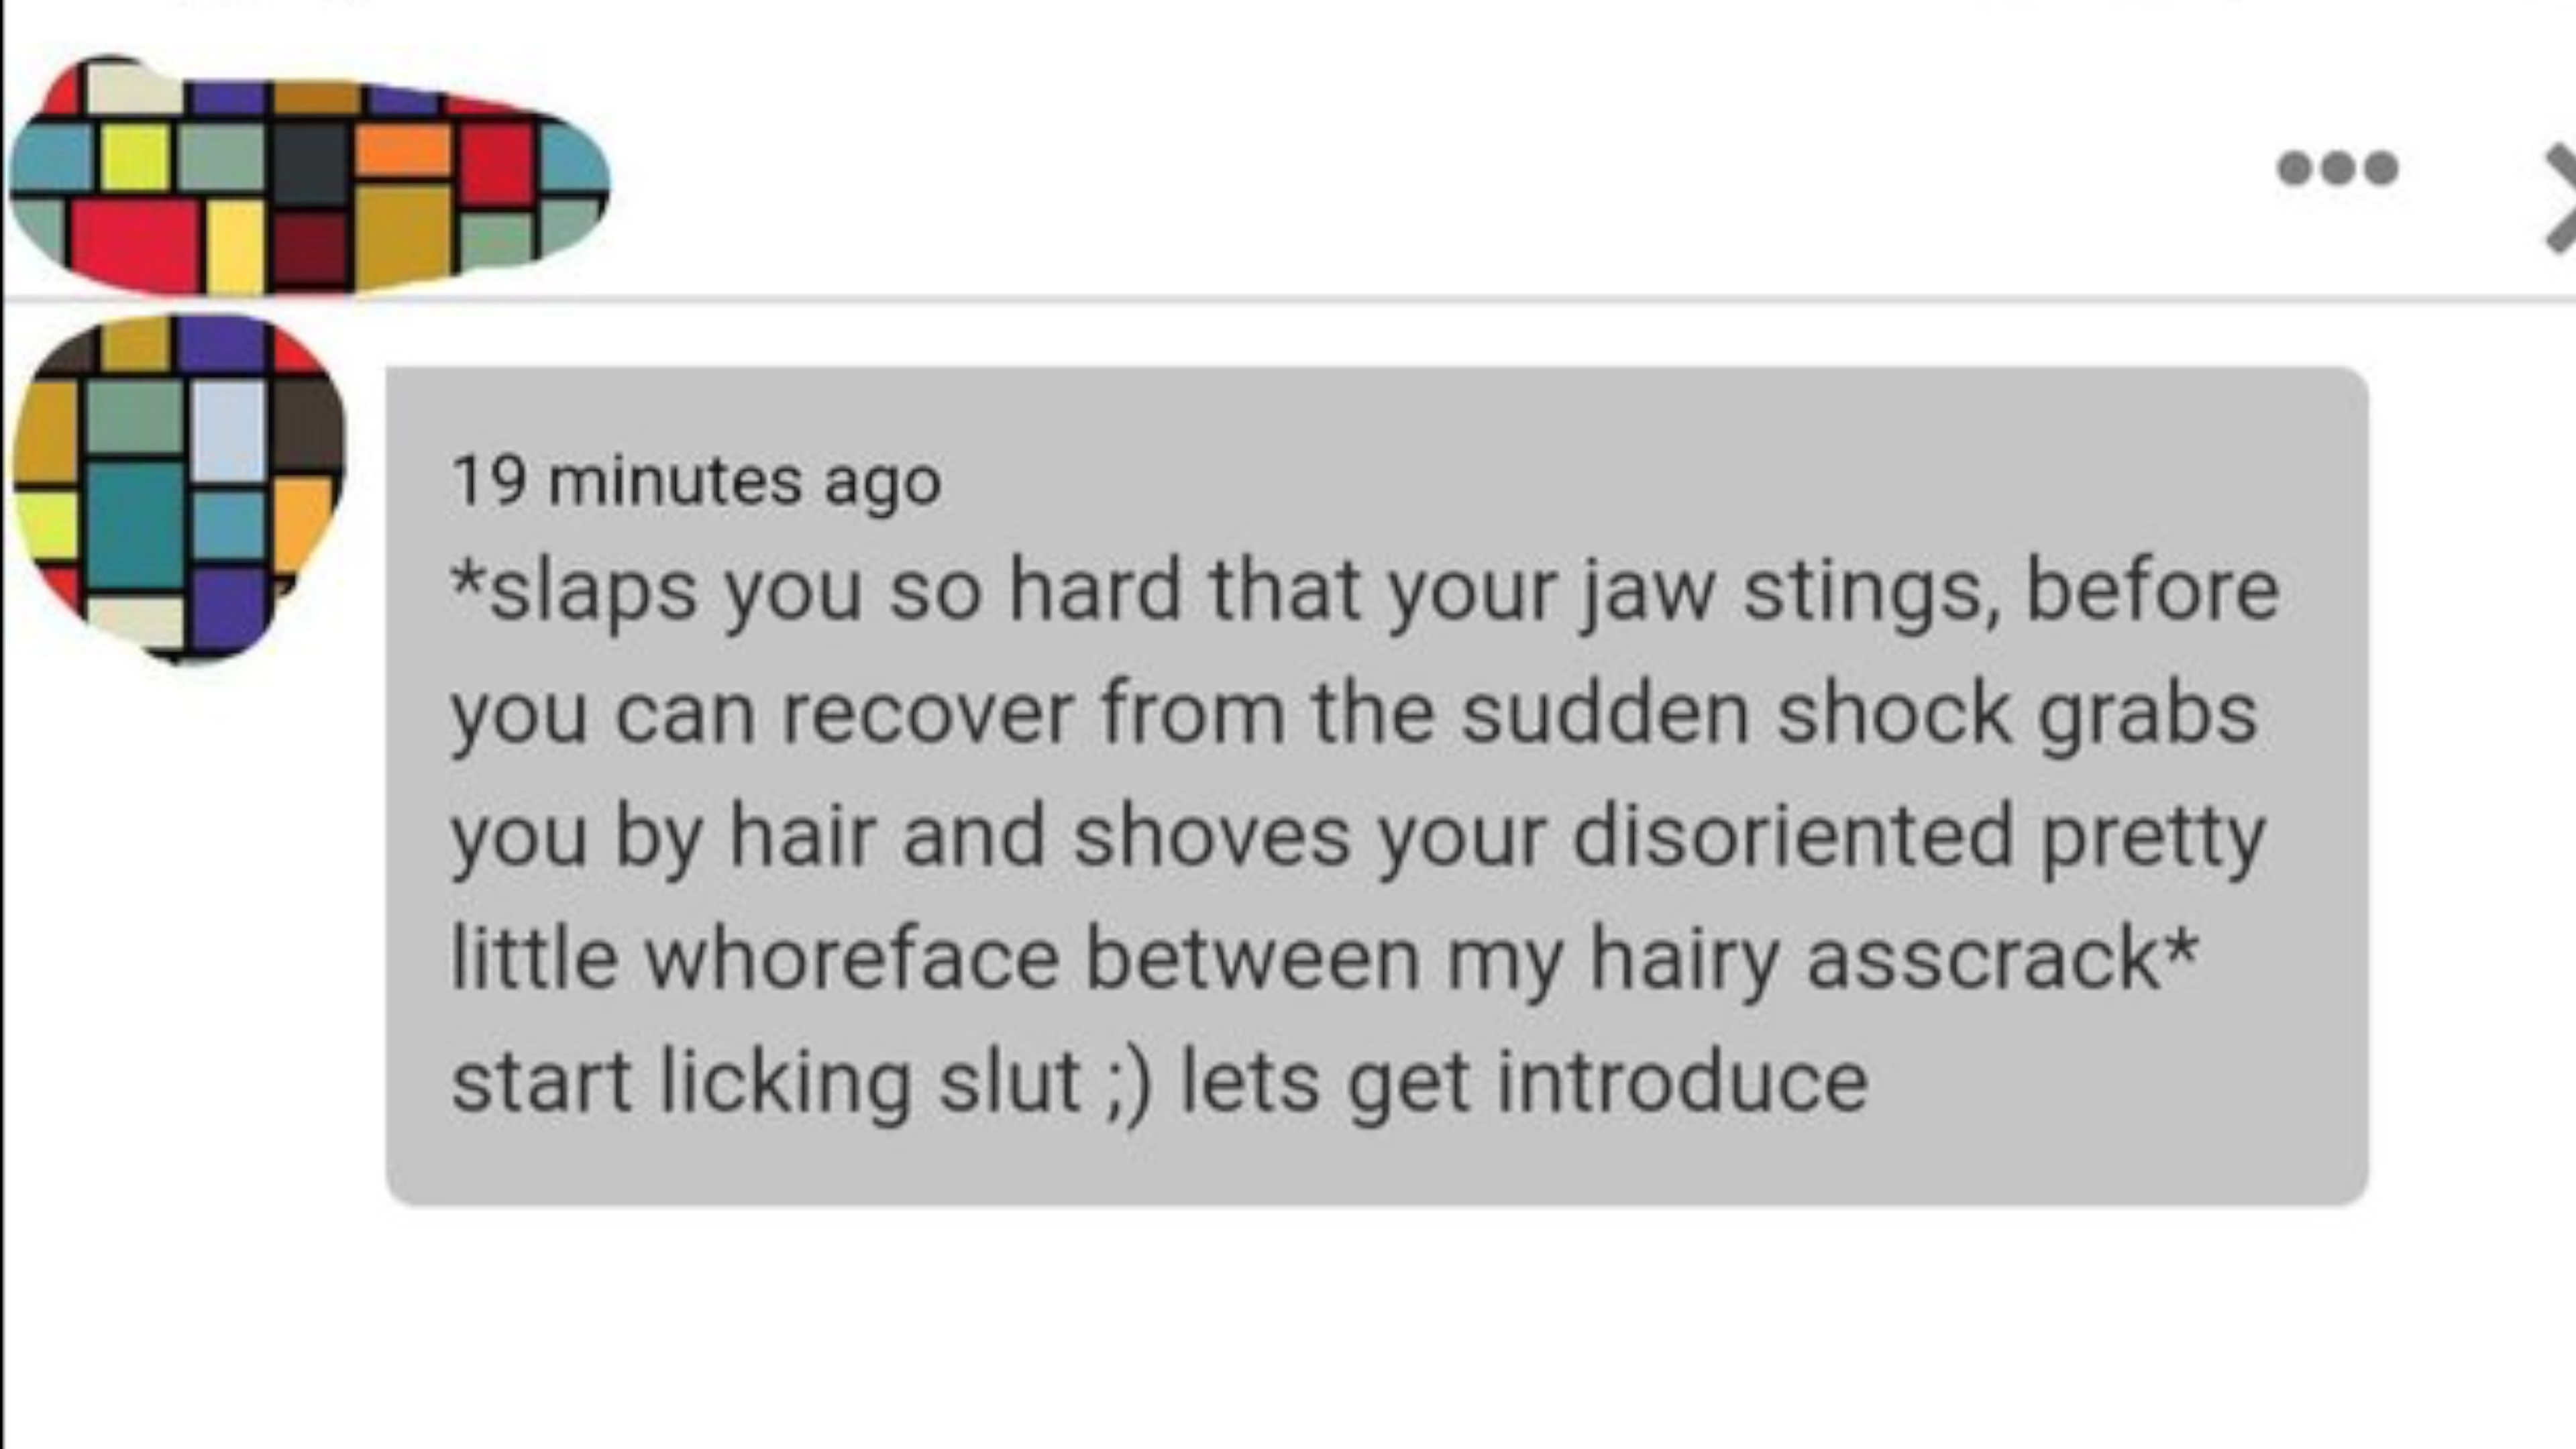 19 minutes ago
*slaps you so hard that your jaw stings, before
you can recover from the sudden shock grabs
you by hair and shoves your disoriented pretty
little whoreface between my hairy asscrack*
start licking slut ;) lets get introduce